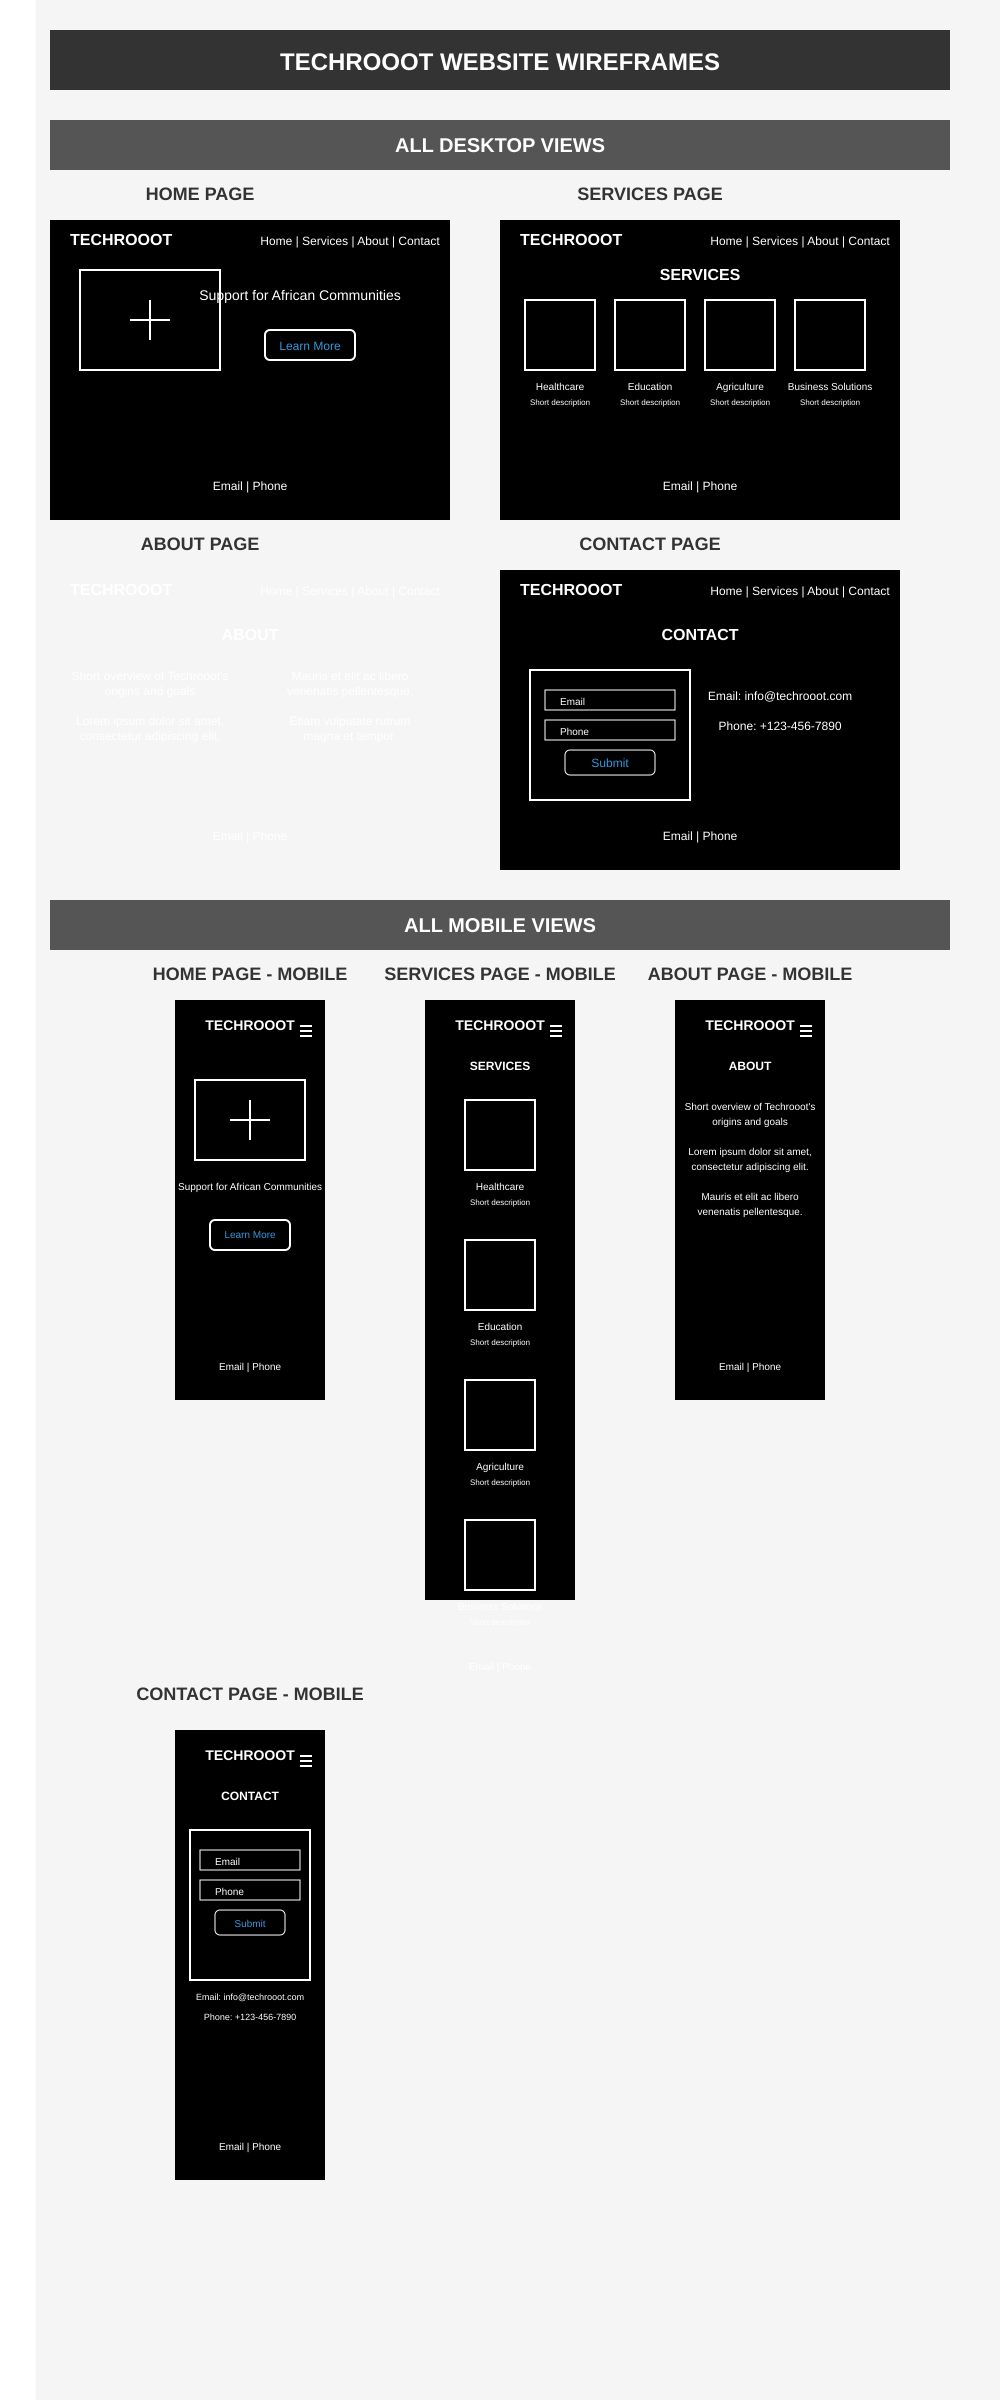 TECHROOOT WEBSITE WIREFRAMES
ALL DESKTOP VIEWS
HOME PAGE
TECHROOOT
Home | Services | About | Contact
Support for African Communities
Learn More
Email | Phone
SERVICES PAGE
TECHROOOT
Home | Services | About | Contact
SERVICES
Healthcare
Short description
Education
Short description
Agriculture
Short description
Business Solutions
Short description
Email | Phone
ABOUT PAGE
TECHROOOT
Home | Services | About | Contact
ABOUT
Short overview of Techrooot's
origins and goals
Lorem ipsum dolor sit amet,
consectetur adipiscing elit.
Mauris et elit ac libero
venenatis pellentesque.
Etiam vulputate rutrum
magna et tempor.
Email | Phone
CONTACT PAGE
TECHROOOT
Home | Services | About | Contact
CONTACT
Email
Phone
Submit
Email: info@techrooot.com
Phone: +123-456-7890
Email | Phone
ALL MOBILE VIEWS
HOME PAGE - MOBILE
TECHROOOT
Support for African Communities
Learn More
Email | Phone
SERVICES PAGE - MOBILE
TECHROOOT
SERVICES
Healthcare
Short description
Education
Short description
Agriculture
Short description
Short description
Email | Phone
ABOUT PAGE - MOBILE
TECHROOOT
ABOUT
Short overview of Techrooot's
origins and goals
Lorem ipsum dolor sit amet,
consectetur adipiscing elit.
Mauris et elit ac libero
venenatis pellentesque.
Email | Phone
CONTACT PAGE - MOBILE
TECHROOOT
CONTACT
Email
Phone
Submit
Email: info@techrooot.com
Phone: +123-456-7890
Email | Phone